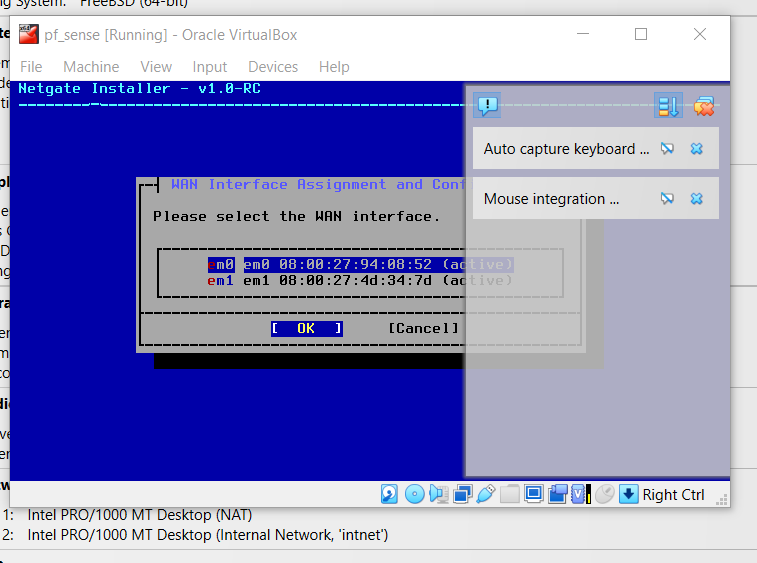 ng System: FreeBSD (64-bit)
pf_sense [Running] - Oracle VirtualBox
File Machine View Input Devices Help
Netgate Installer - v1.0-RC
Auto capture keyboard ...
WAN Interface Assignment and Conf
Mouse integration ...
Please select the WAN interface.
em0 em0 08:00:27:94:08:52 (active)
em1 em1 08:00:27:4d:34:7d (active)
[ OK ] [Cancel]
Right Ctrl
1: Intel PRO/1000 MT Desktop (NAT)
2: Intel PRO/1000 MT Desktop (Internal Network, 'intnet')